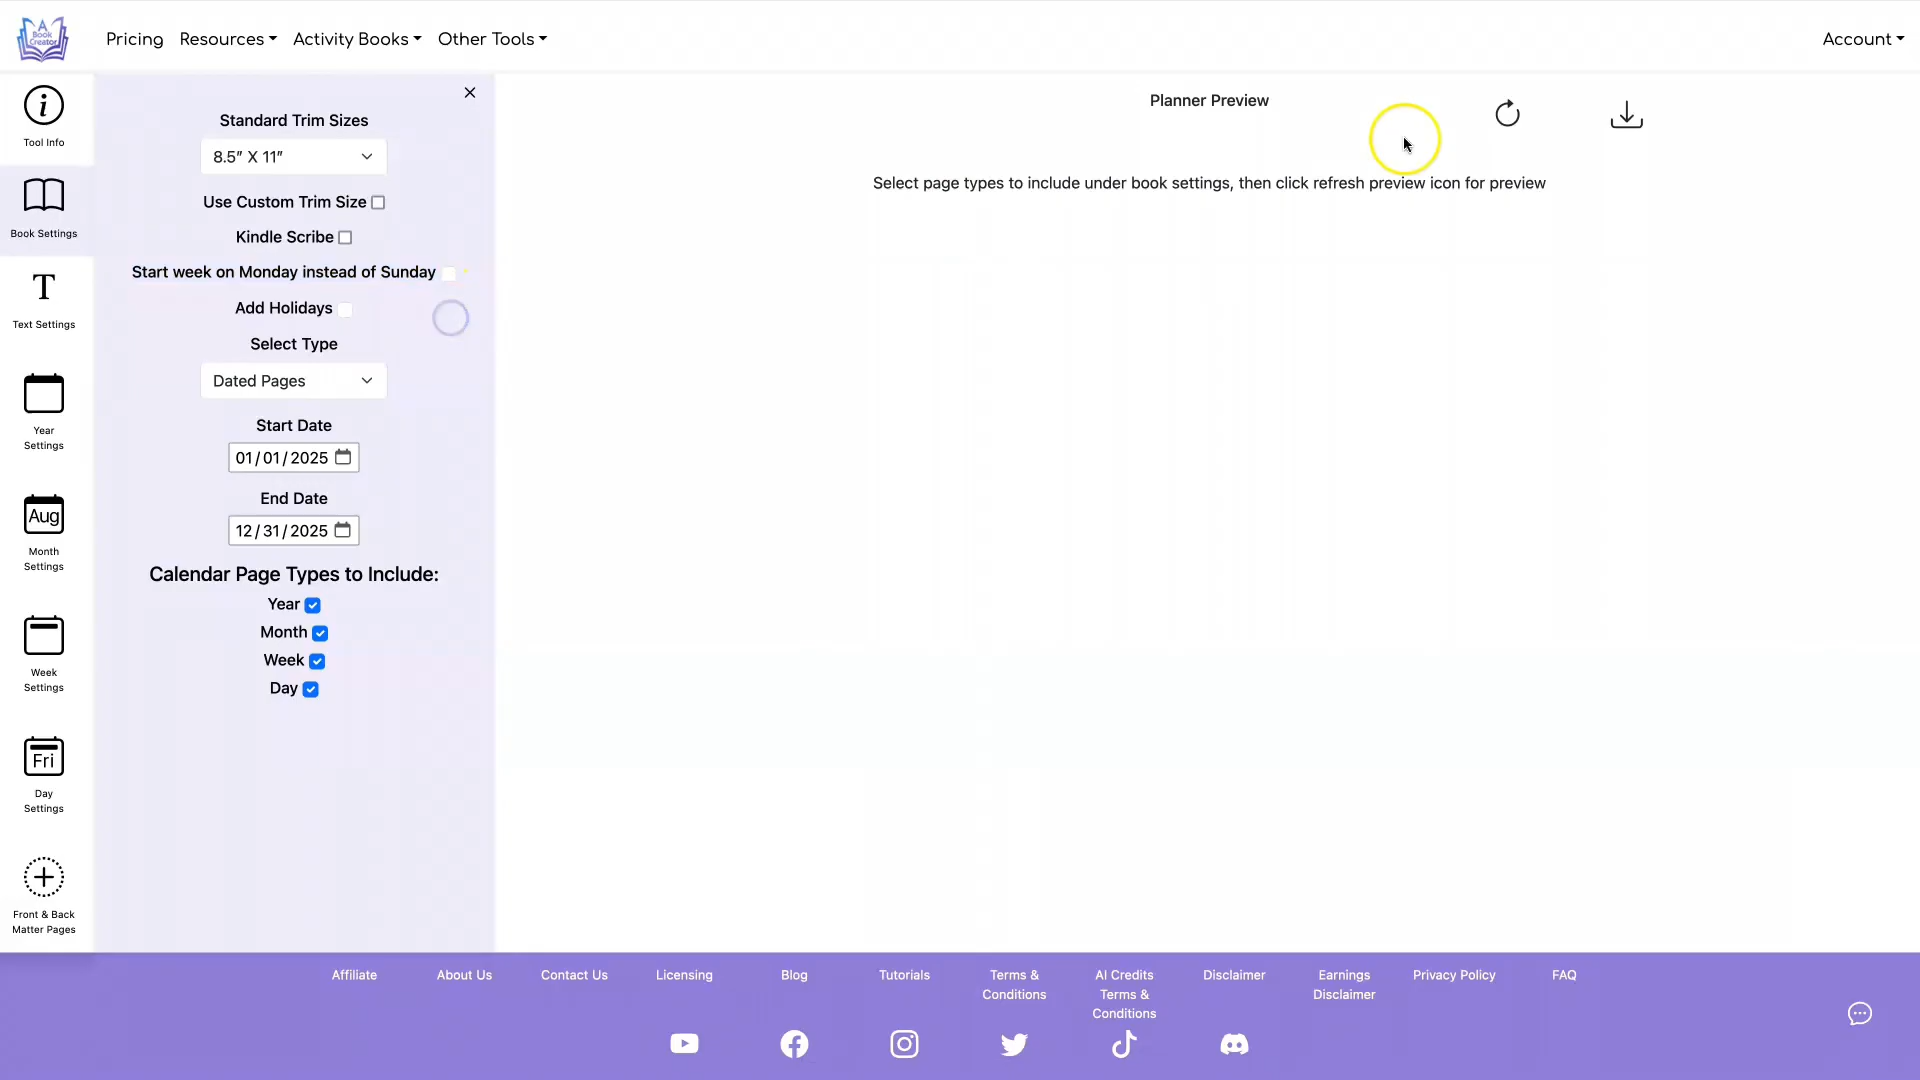 A
Book
Creator
Pricing
Resources
Activity Books
Other Tools
Account
Tool Info
Book Settings
Text Settings
Year
Settings
Aug
Month
Settings
Week
Settings
Fri
Day
Settings
Front & Back
Matter Pages
Standard Trim Sizes
8.5” X 11”
Use Custom Trim Size
Kindle Scribe
Start week on Monday instead of Sunday
Add Holidays
Select Type
Dated Pages
Start Date
01/01/2025
End Date
12/31/2025
Calendar Page Types to Include:
Year
Month
Week
Day
Planner Preview
Select page types to include under book settings, then click refresh preview icon for preview
Affiliate
About Us
Contact Us
Licensing
Blog
Tutorials
Terms &
Conditions
AI Credits
Terms &
Conditions
Disclaimer
Earnings
Disclaimer
Privacy Policy
FAQ